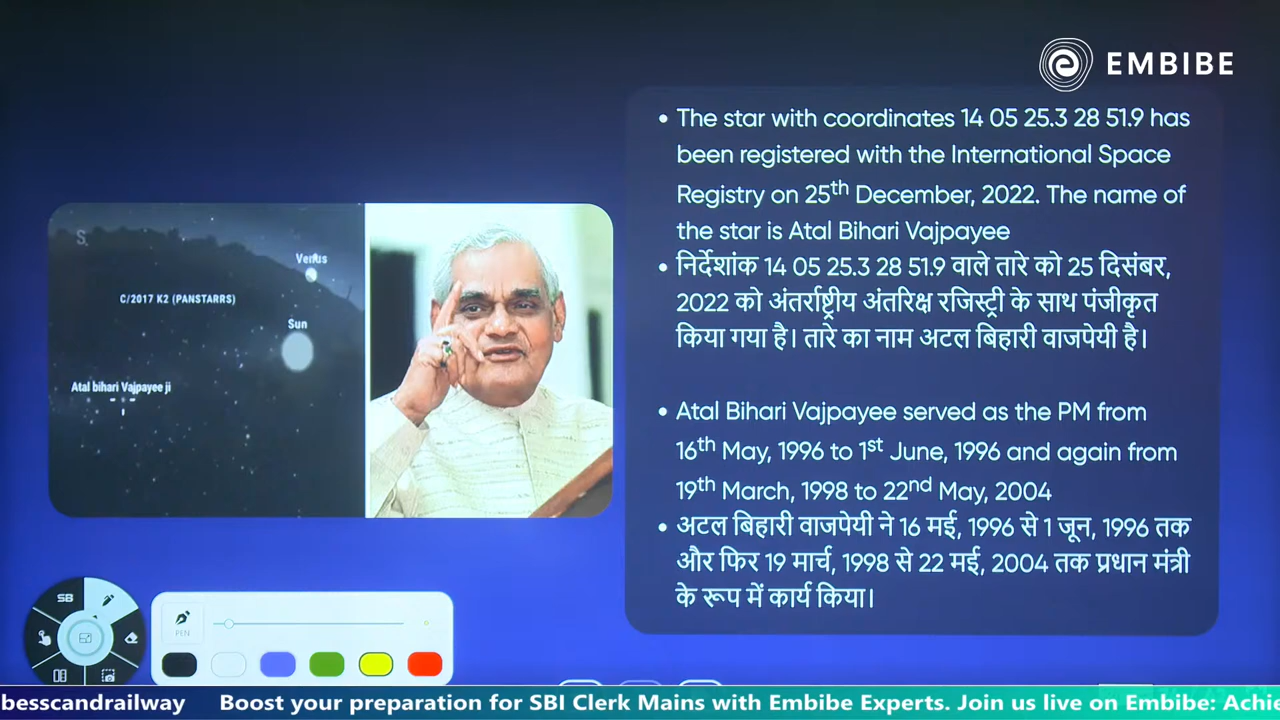 EMBIBE
The star with coordinates 14 05 25.3 28 51.9 has
been registered with the International Space
Registry on 25th December, 2022. The name of
the star is Atal Bihari Vajpayee
निर्देशांक 14 05 25.3 28 51.9 वाले तारे को 25 दिसंबर,
2022 को अंतर्राष्ट्रीय अंतरिक्ष रजिस्ट्री के साथ पंजीकृत
किया गया है। तारे का नाम अटल बिहारी वाजपेयी है।
Atal Bihari Vajpayee served as the PM from
16th May, 1996 to 1st June, 1996 and again from
19th March, 1998 to 22nd May, 2004
अटल बिहारी वाजपेयी ने 16 मई, 1996 से 1 जून, 1996 तक
और फिर 19 मार्च, 1998 से 22 मई, 2004 तक प्रधान मंत्री
के रूप में कार्य किया।
S
Venus
C/2017 K2 (PANSTARRS)
Sun
Atal bihari Vajpayee ji
SB
PEN
besscandrailway Boost your preparation for SBI Clerk Mains with Embibe Experts. Join us live on Embibe: Achie